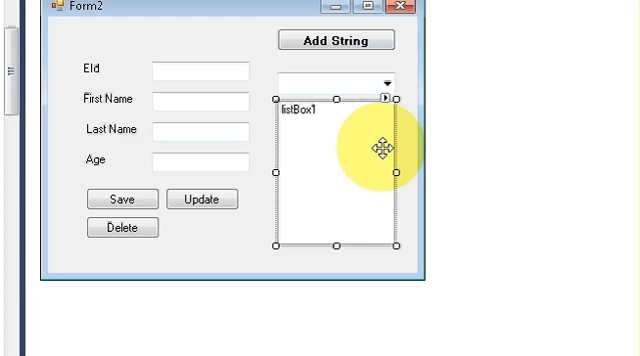 Form2
Add String
EId
First Name
listBox1
Last Name
Age
Save
Update
Delete